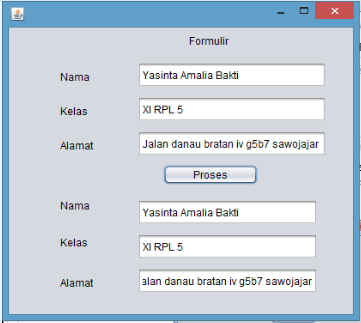 Formulir
Nama Yasinta Amalia Bakti
Kelas XI RPL 5
Alamat Jalan danau bratan iv g5b7 sawojajar
Proses
Nama Yasinta Amalia Bakti
Kelas XI RPL 5
Alamat alan danau bratan iv g5b7 sawojajar